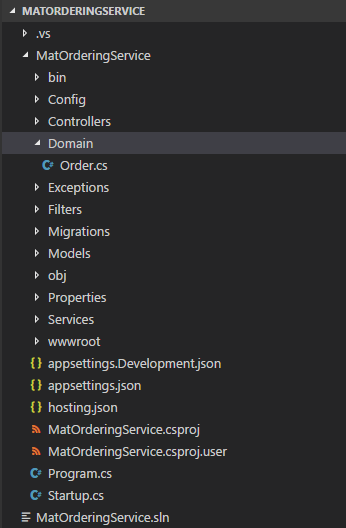 MATORDERINGSERVICE
.vs
MatOrderingService
bin
Config
Controllers
Domain
C# Order.cs
Exceptions
Filters
Migrations
Models
obj
Properties
Services
wwwroot
{} appsettings.Development.json
{} appsettings.json
{} hosting.json
MatOrderingService.csproj
MatOrderingService.csproj.user
C# Program.cs
C# Startup.cs
MatOrderingService.sln